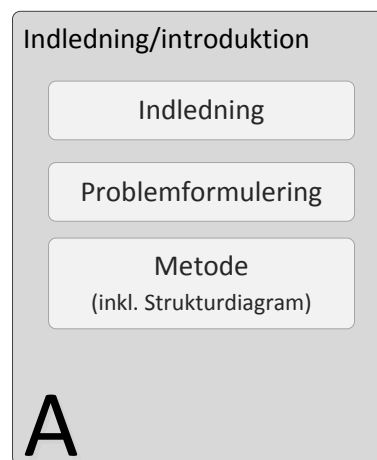 Indledning/introduktion
Indledning
Problemformulering
Metode
(inkl. Strukturdiagram)
A